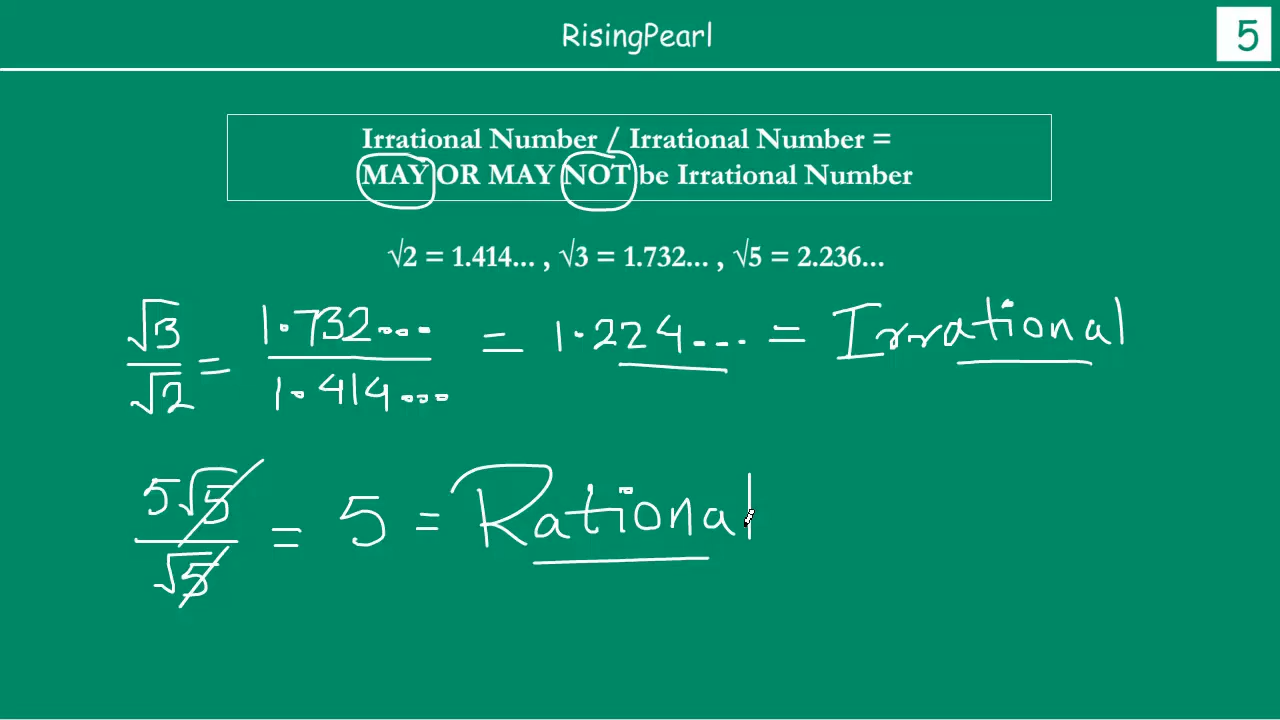 RisingPearl
5
Irrational Number / Irrational Number =
MAY OR MAY NOT be Irrational Number
√2 = 1.414... , √3 = 1.732... , √5 = 2.236...
√3/√2 = 1.732.../1.414... = 1.224... = Irrational
5√5/√5 = 5 = Rational